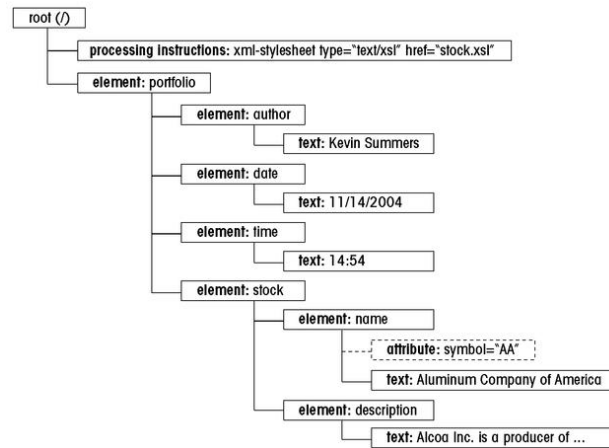 root (/)
processing instructions: xml-stylesheet type="text/xsl" href="stock.xsl"
element: portfolio
element: author
text: Kevin Summers
element: date
text: 11/14/2004
element: time
text: 14:54
element: stock
element: name
attribute: symbol="AA"
text: Aluminum Company of America
element: description
text: Alcoa Inc. is a producer of ...